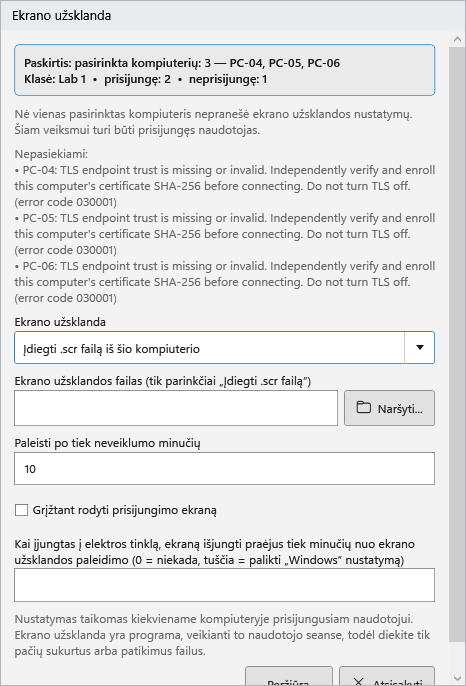 Ekrano užsklanda
Paskirtis: pasirinkta kompiuterių: 3 — PC-04, PC-05, PC-06
Klasė: Lab 1 • prisijungę: 2 • neprisijungę: 1
Nė vienas pasirinktas kompiuteris nepranešė ekrano užsklandos nustatymų.
Šiam veiksmui turi būti prisijungęs naudotojas.
Nepasiekiami:
• PC-04: TLS endpoint trust is missing or invalid. Independently verify and enroll
this computer's certificate SHA-256 before connecting. Do not turn TLS off.
(error code 030001)
• PC-05: TLS endpoint trust is missing or invalid. Independently verify and enroll
this computer's certificate SHA-256 before connecting. Do not turn TLS off.
(error code 030001)
• PC-06: TLS endpoint trust is missing or invalid. Independently verify and enroll
this computer's certificate SHA-256 before connecting. Do not turn TLS off.
(error code 030001)
Ekrano užsklanda
Įdiegti .scr failą iš šio kompiuterio
Ekrano užsklandos failas (tik parinkčiai „Įdiegti .scr failą“)
Naršyti...
Paleisti po tiek neveiklumo minučių
10
Grįžtant rodyti prisijungimo ekraną
Kai įjungtas į elektros tinklą, ekraną išjungti praėjus tiek minučių nuo ekrano
užsklandos paleidimo (0 = niekada, tuščia = palikti „Windows“ nustatymą)
Nustatymas taikomas kiekviename kompiuteryje prisijungusiam naudotojui.
Ekrano užsklanda yra programa, veikianti to naudotojo seanse, todėl diekite tik
pačių sukurtus arba patikimus failus.
Peržiūra Atsisakyti